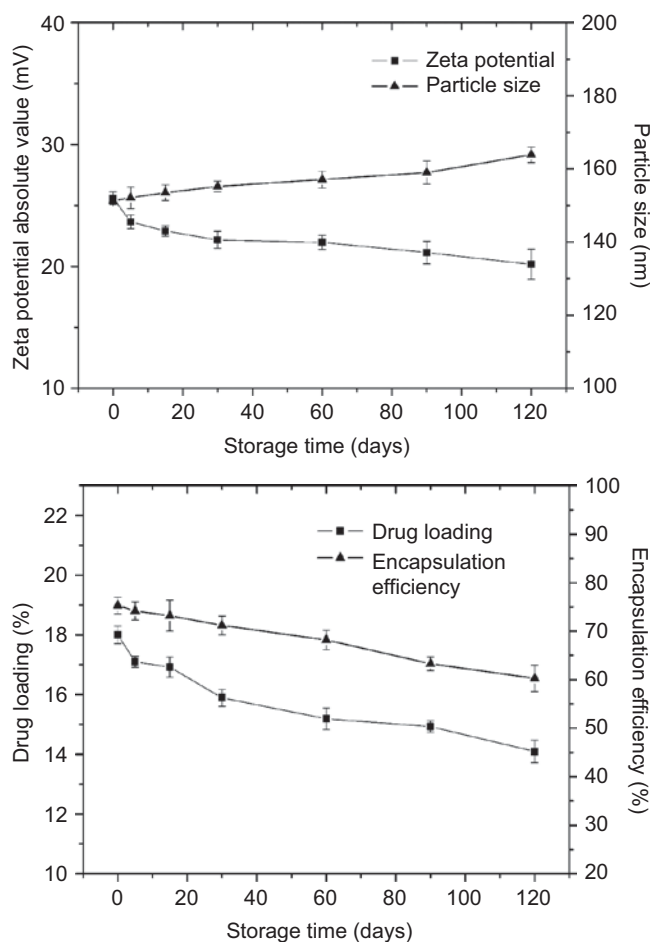 Zeta potential absolute value (mV)
40
30
20
10
Zeta potential
Particle size
200
180
160
140
120
100
Particle size (nm)
0 20 40 60 80 100 120
Storage time (days)
Drug loading (%)
22
20
18
16
14
12
10
Drug loading
Encapsulation
efficiency
100
90
80
70
60
50
40
30
20
Encapsulation efficiency
(%)
0 20 40 60 80 100 120
Storage time (days)